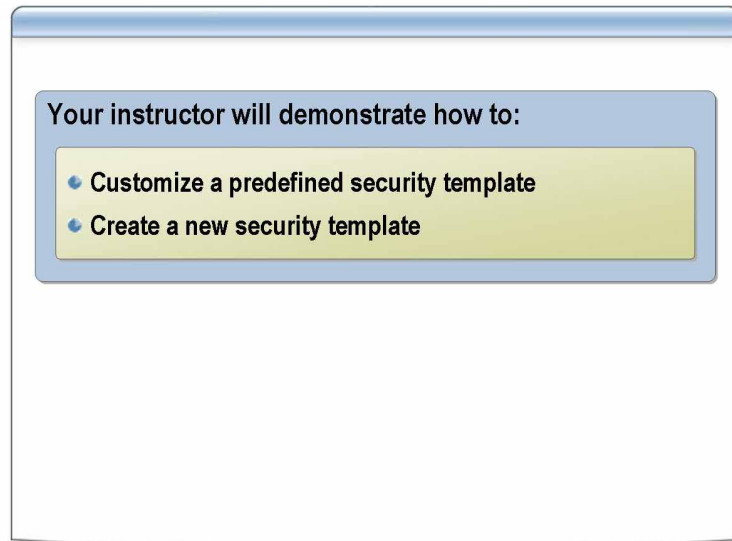 Your instructor will demonstrate how to:
Customize a predefined security template
Create a new security template